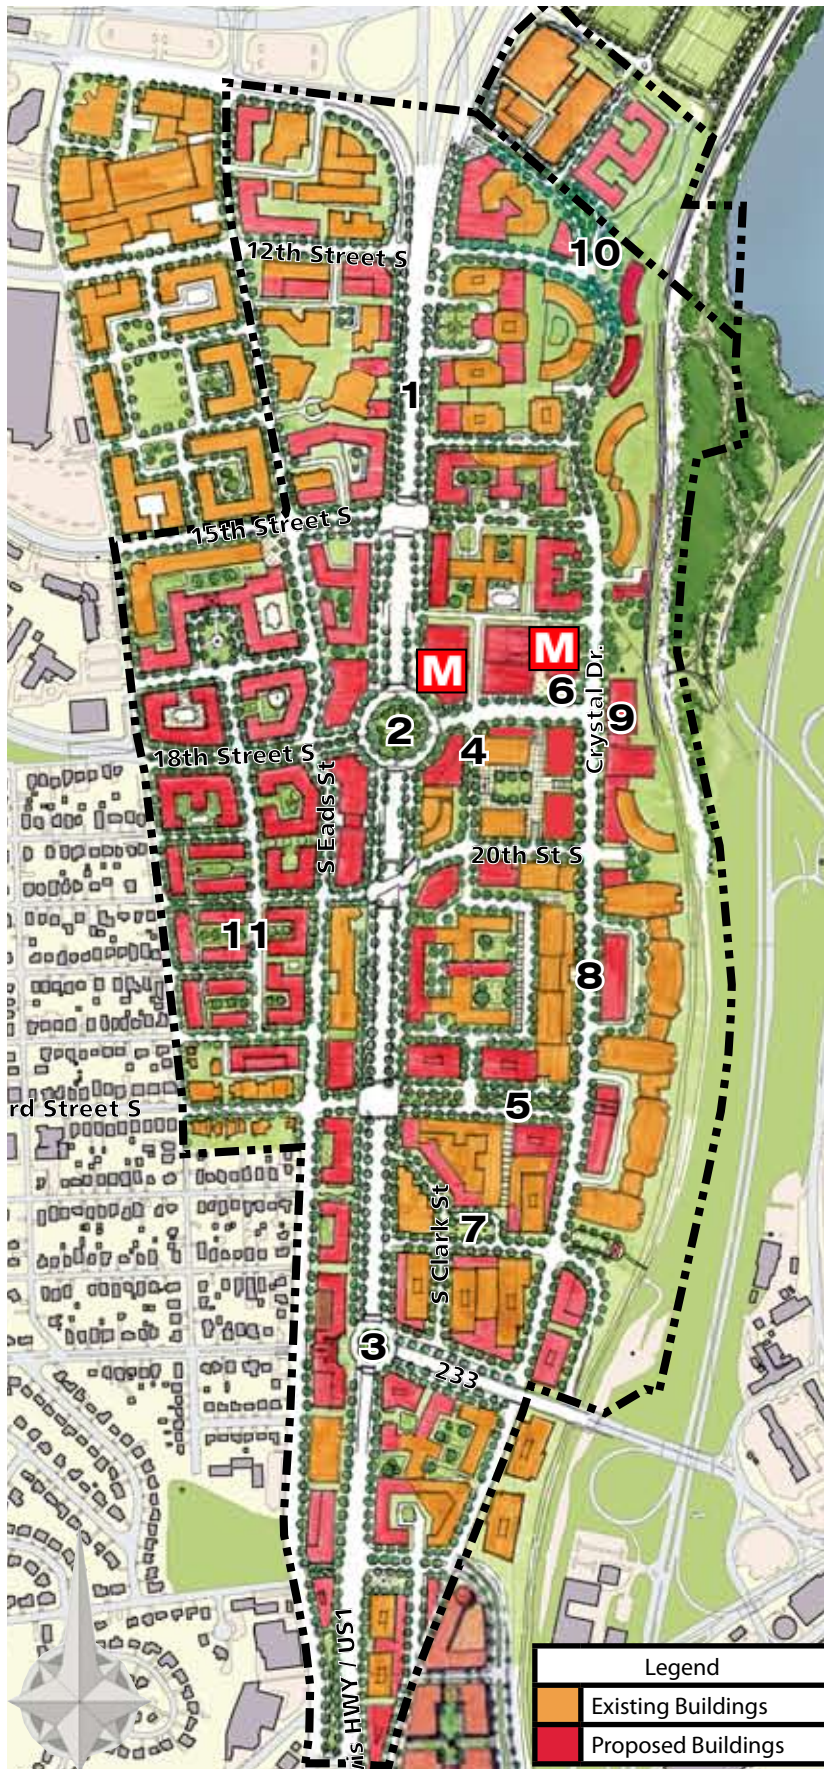 10
12th Street S
1
15th Street S
M
M
6
Crystal Dr.
9
2
4
18th Street S
S Eads St
20th St S
11
8
5
rd Street S
S Clark St
7
3
233
is HWY / US1
Legend
Existing Buildings
Proposed Buildings